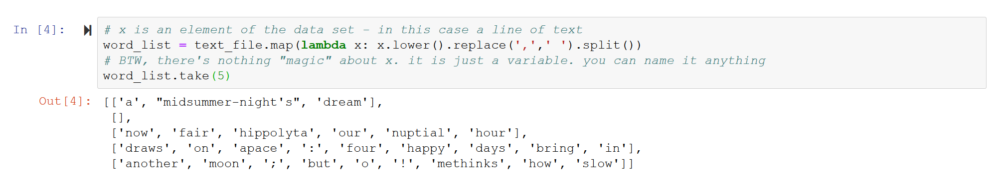 In [4]: # x is an element of the data set - in this case a line of text
word_list = text_file.map(lambda x: x.lower().replace(',',' ').split())
# BTW, there's nothing "magic" about x. it is just a variable. you can name it anything
word_list.take(5)
Out[4]: [['a', "midsummer-night's", 'dream'],
[],
['now', 'fair', 'hippolyta', 'our', 'nuptial', 'hour'],
['draws', 'on', 'apace', ':', 'four', 'happy', 'days', 'bring', 'in'],
['another', 'moon', ';', 'but', 'o', '!', 'methinks', 'how', 'slow']]